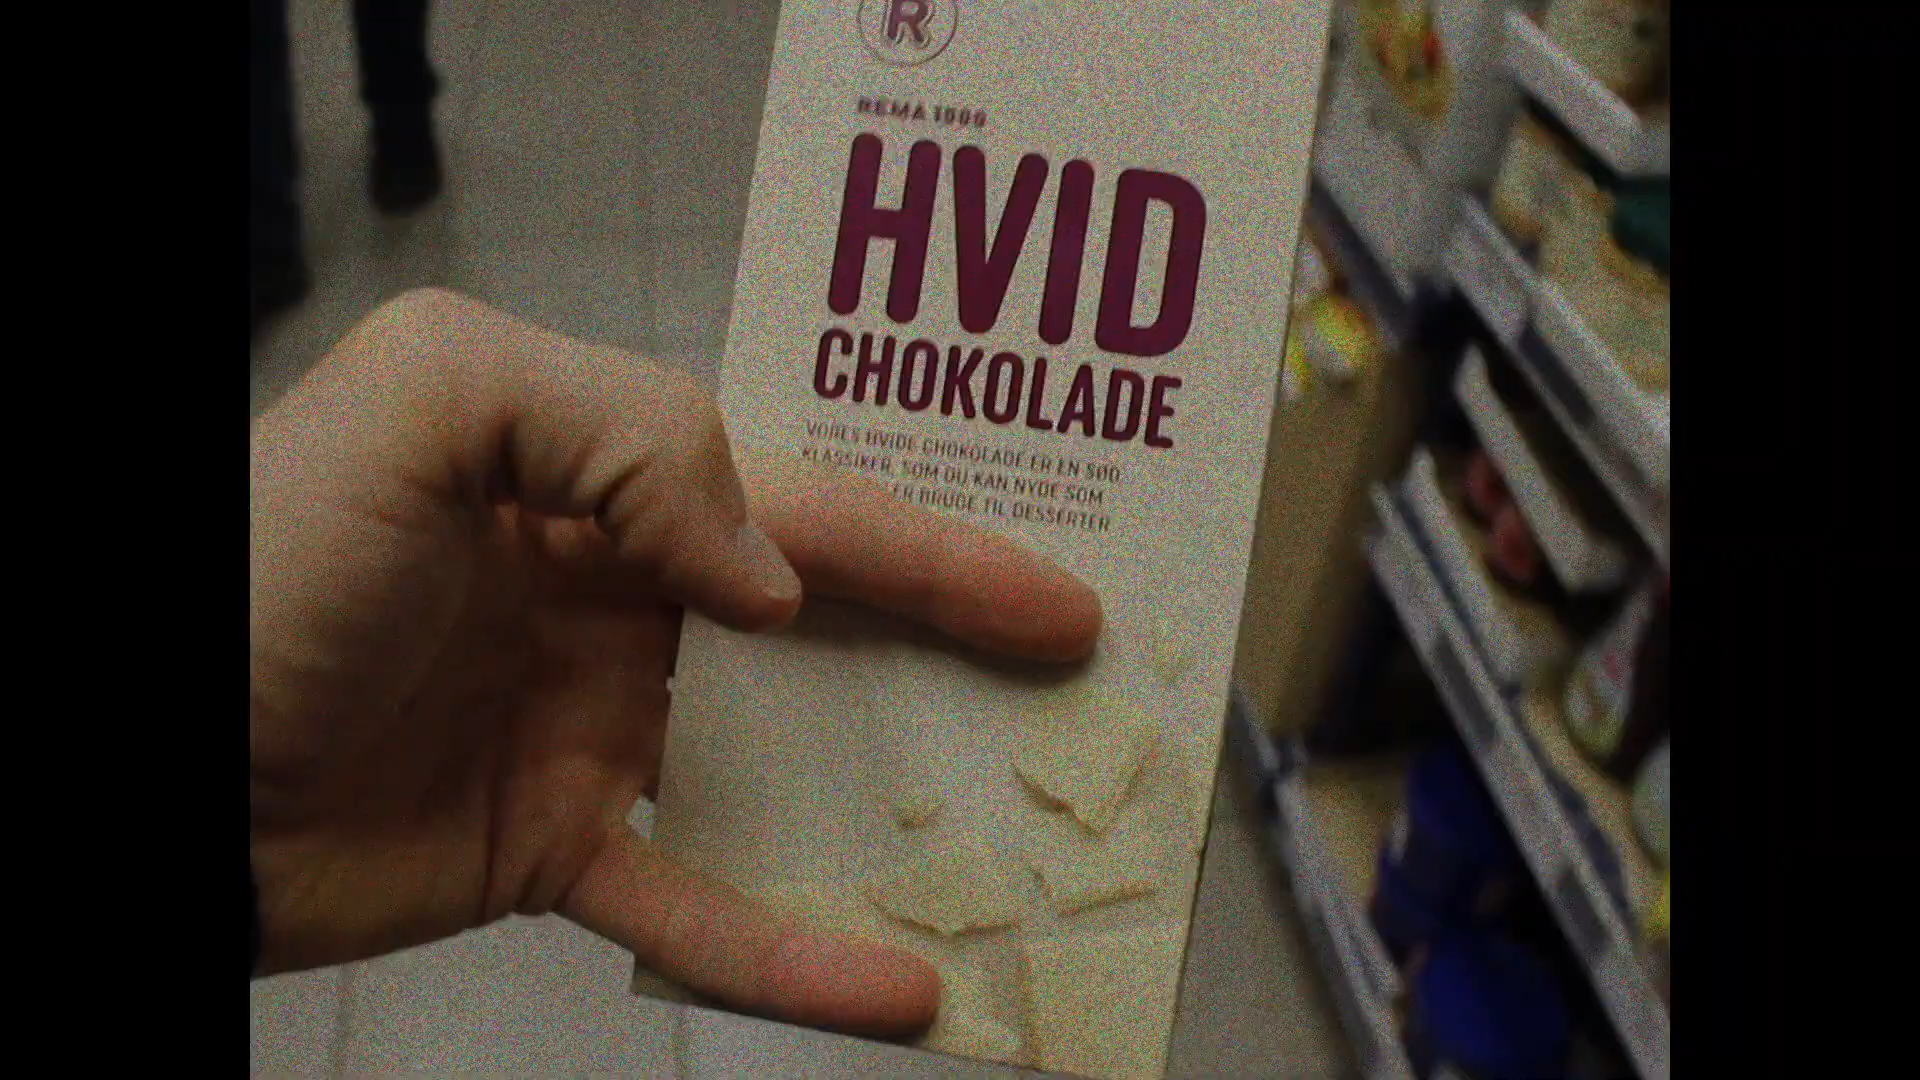 R
REMA 1000
HVID
CHOKOLADE
VORES HVIDE CHOKOLADE ER EN SØD
KLASSIKER, SOM DU KAN NYDE SOM
ER BRUGE TIL DESSERTER